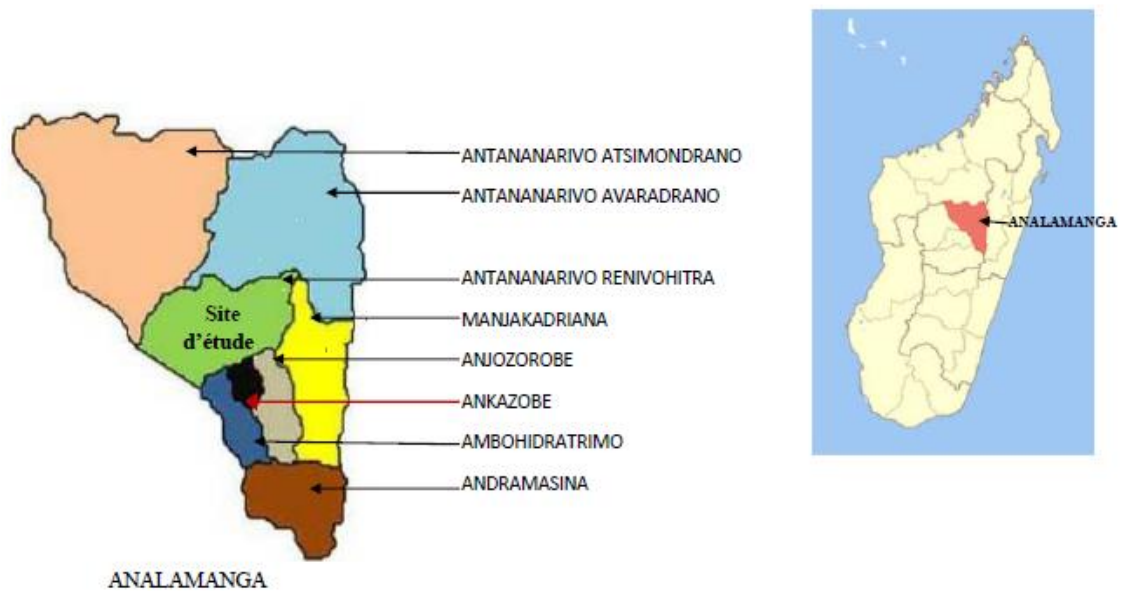 ANTANANARIVO ATSIMONDRANO
ANTANANARIVO AVARADRANO
ANTANANARIVO RENIVOHITRA
Site
d’étude
MANJAKADRIANA
ANJOZOROBE
ANKAZOBE
AMBOHIDRATRIMO
ANDRAMASINA
ANALAMANGA
ANALAMANGA